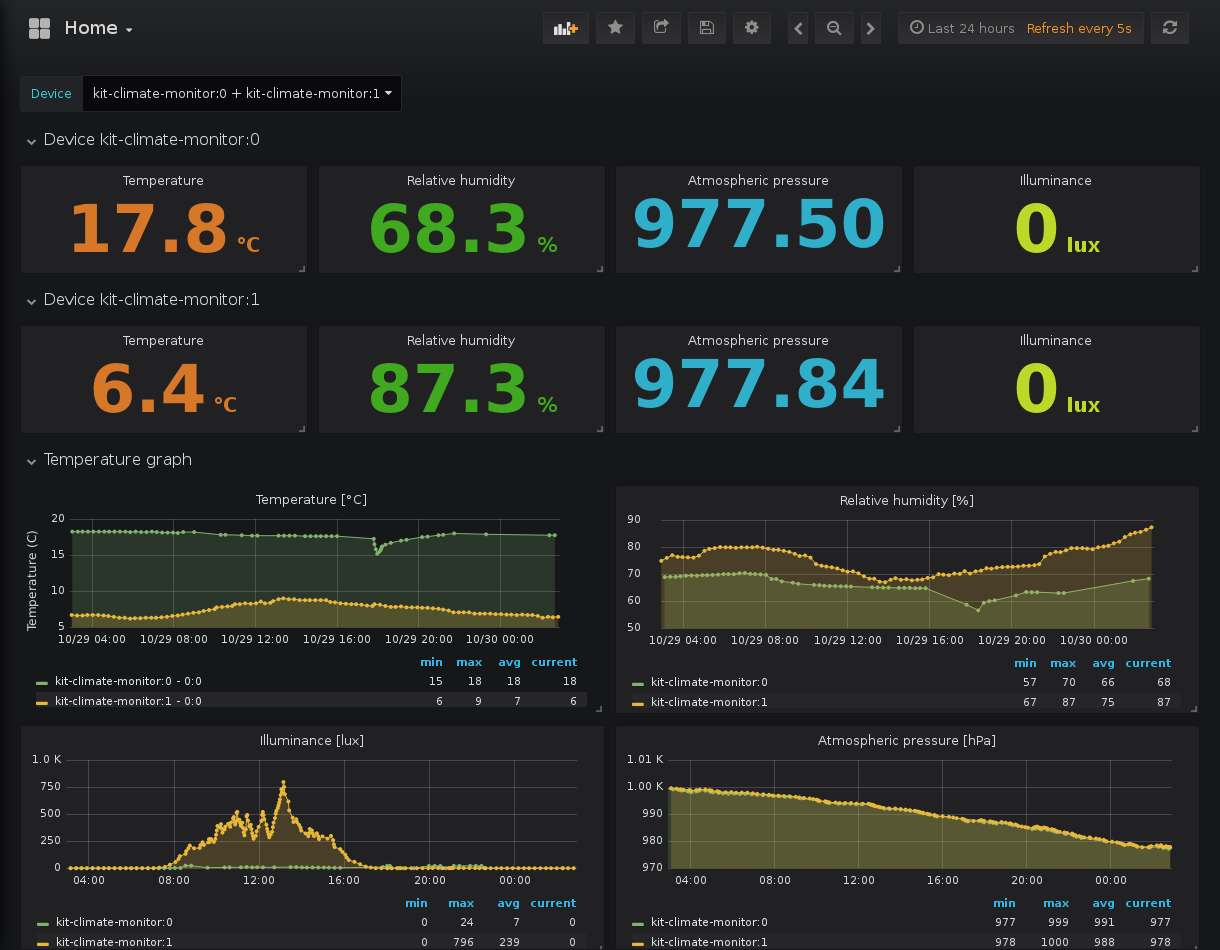 Home
Last 24 hours Refresh every 5s
Device kit-climate-monitor:0 + kit-climate-monitor:1
Device kit-climate-monitor:0
Temperature Relative humidity Atmospheric pressure Illuminance
17.8 °C 68.3 % 977.50 0 lux
Device kit-climate-monitor:1
Temperature Relative humidity Atmospheric pressure Illuminance
6.4 °C 87.3 % 977.84 0 lux
Temperature graph
Temperature [°C]
Temperature (C)
20
15
10
5
10/29 04:00 10/29 08:00 10/29 12:00 10/29 16:00 10/29 20:00 10/30 00:00
min max avg current
kit-climate-monitor:0 - 0:0 15 18 18 18
kit-climate-monitor:1 - 0:0 6 9 7 6
Relative humidity [%]
90
80
70
60
50
10/29 04:00 10/29 08:00 10/29 12:00 10/29 16:00 10/29 20:00 10/30 00:00
min max avg current
kit-climate-monitor:0 57 70 66 68
kit-climate-monitor:1 67 87 75 87
Illuminance [lux]
1.0 K
750
500
250
0
04:00 08:00 12:00 16:00 20:00 00:00
min max avg current
kit-climate-monitor:0 0 24 7 0
kit-climate-monitor:1 0 796 239 0
Atmospheric pressure [hPa]
1.01 K
1.00 K
990
980
970
04:00 08:00 12:00 16:00 20:00 00:00
min max avg current
kit-climate-monitor:0 977 999 991 977
kit-climate-monitor:1 978 1000 988 978